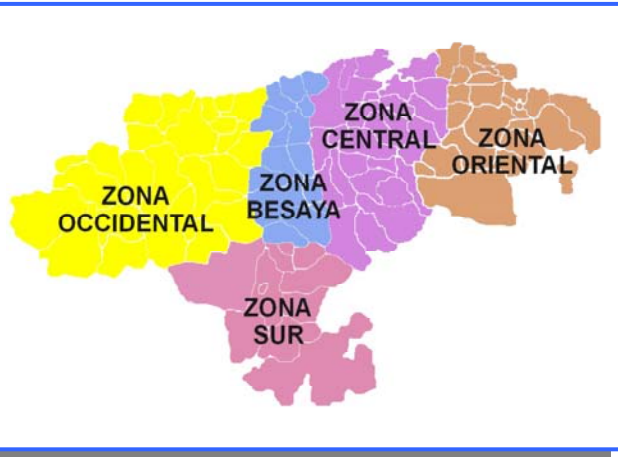 ZONA
CENTRAL
ZONA
ORIENTAL
ZONA
OCCIDENTAL
ZONA
BESAYA
ZONA
SUR